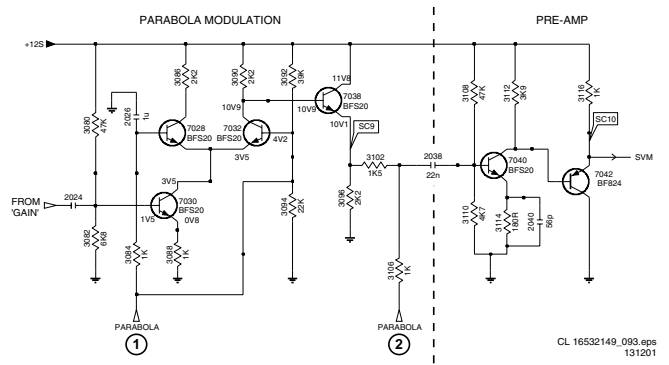 PARABOLA MODULATION
PRE-AMP
+12S
3086
2K2
3090
2K2
3092
39K
11V8
7038
BFS20
10V9
10V9
10V1
SC9
3108
47K
3112
3K9
3116
1K
SC10
3080
47K
2026
1u
7028
BFS20
7032
BFS20
4V2
3V5
3102
1K5
2038
22n
7040
BFS20
SVM
7042
BF824
FROM
'GAIN'
2024
3V5
7030
BFS20
1V5
0V8
3094
22K
3096
2K2
3110
4K7
3114
180R
2040
56p
3082
6K8
3084
1K
3088
1K
3106
1K
PARABOLA
1
PARABOLA
2
CL 16532149_093.eps
131201